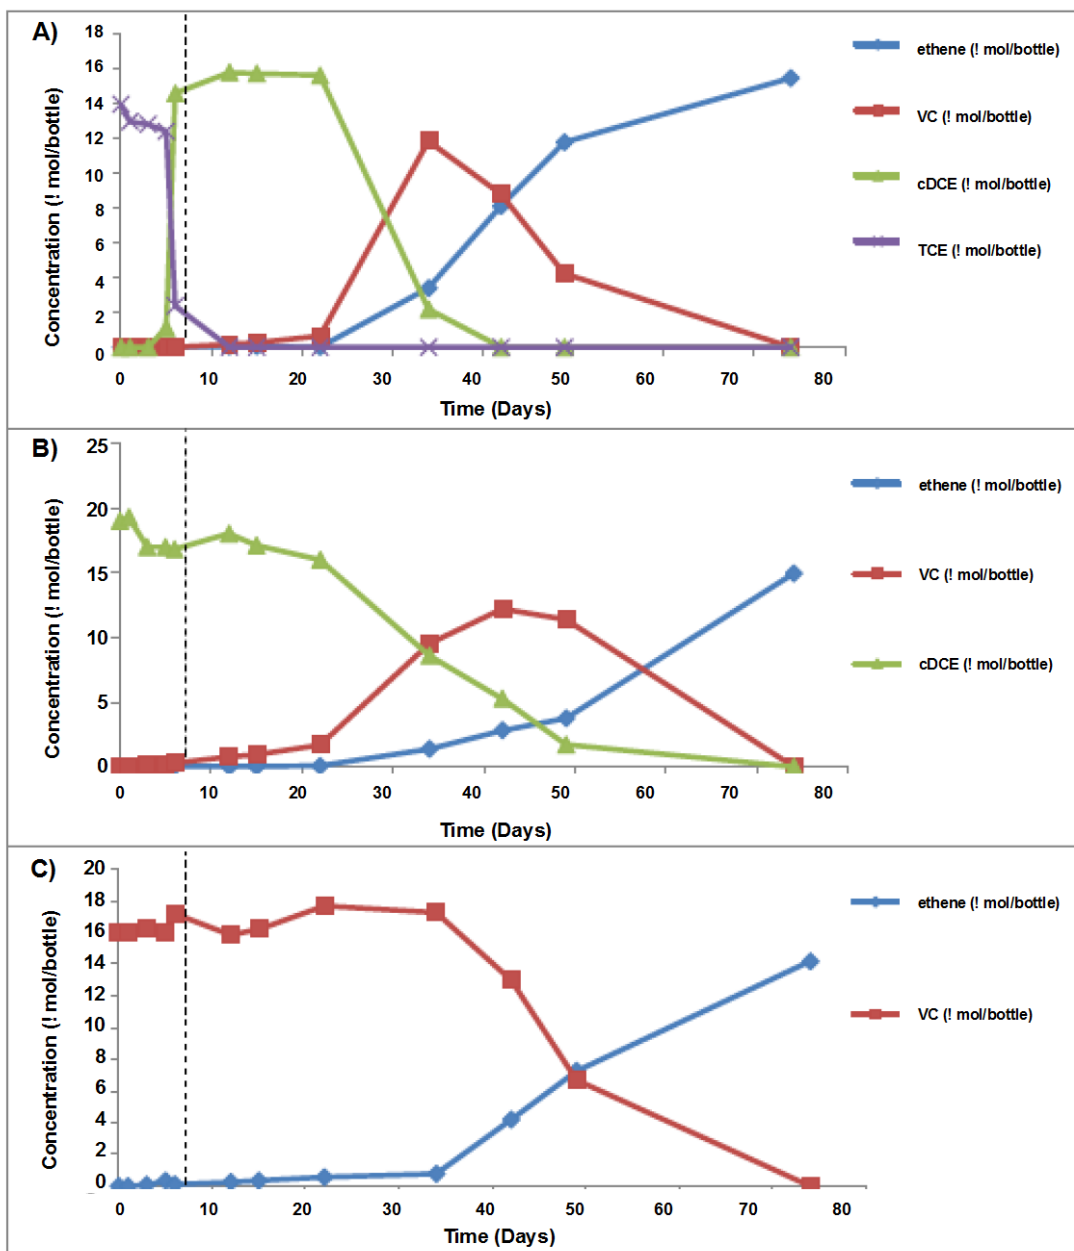 A)
18
16
14
12
10
8
6
4
2
0
Concentration (! mol/bottle)
0 10 20 30 40 50 60 70 80
Time (Days)
ethene (! mol/bottle)
VC (! mol/bottle)
cDCE (! mol/bottle)
TCE (! mol/bottle)
B)
25
20
15
10
5
0
Concentration (! mol/bottle)
0 10 20 30 40 50 60 70 80
Time (Days)
ethene (! mol/bottle)
VC (! mol/bottle)
cDCE (! mol/bottle)
C)
20
18
16
14
12
10
8
6
4
2
0
Concentration (! mol/bottle)
0 10 20 30 40 50 60 70 80
Time (Days)
ethene (! mol/bottle)
VC (! mol/bottle)